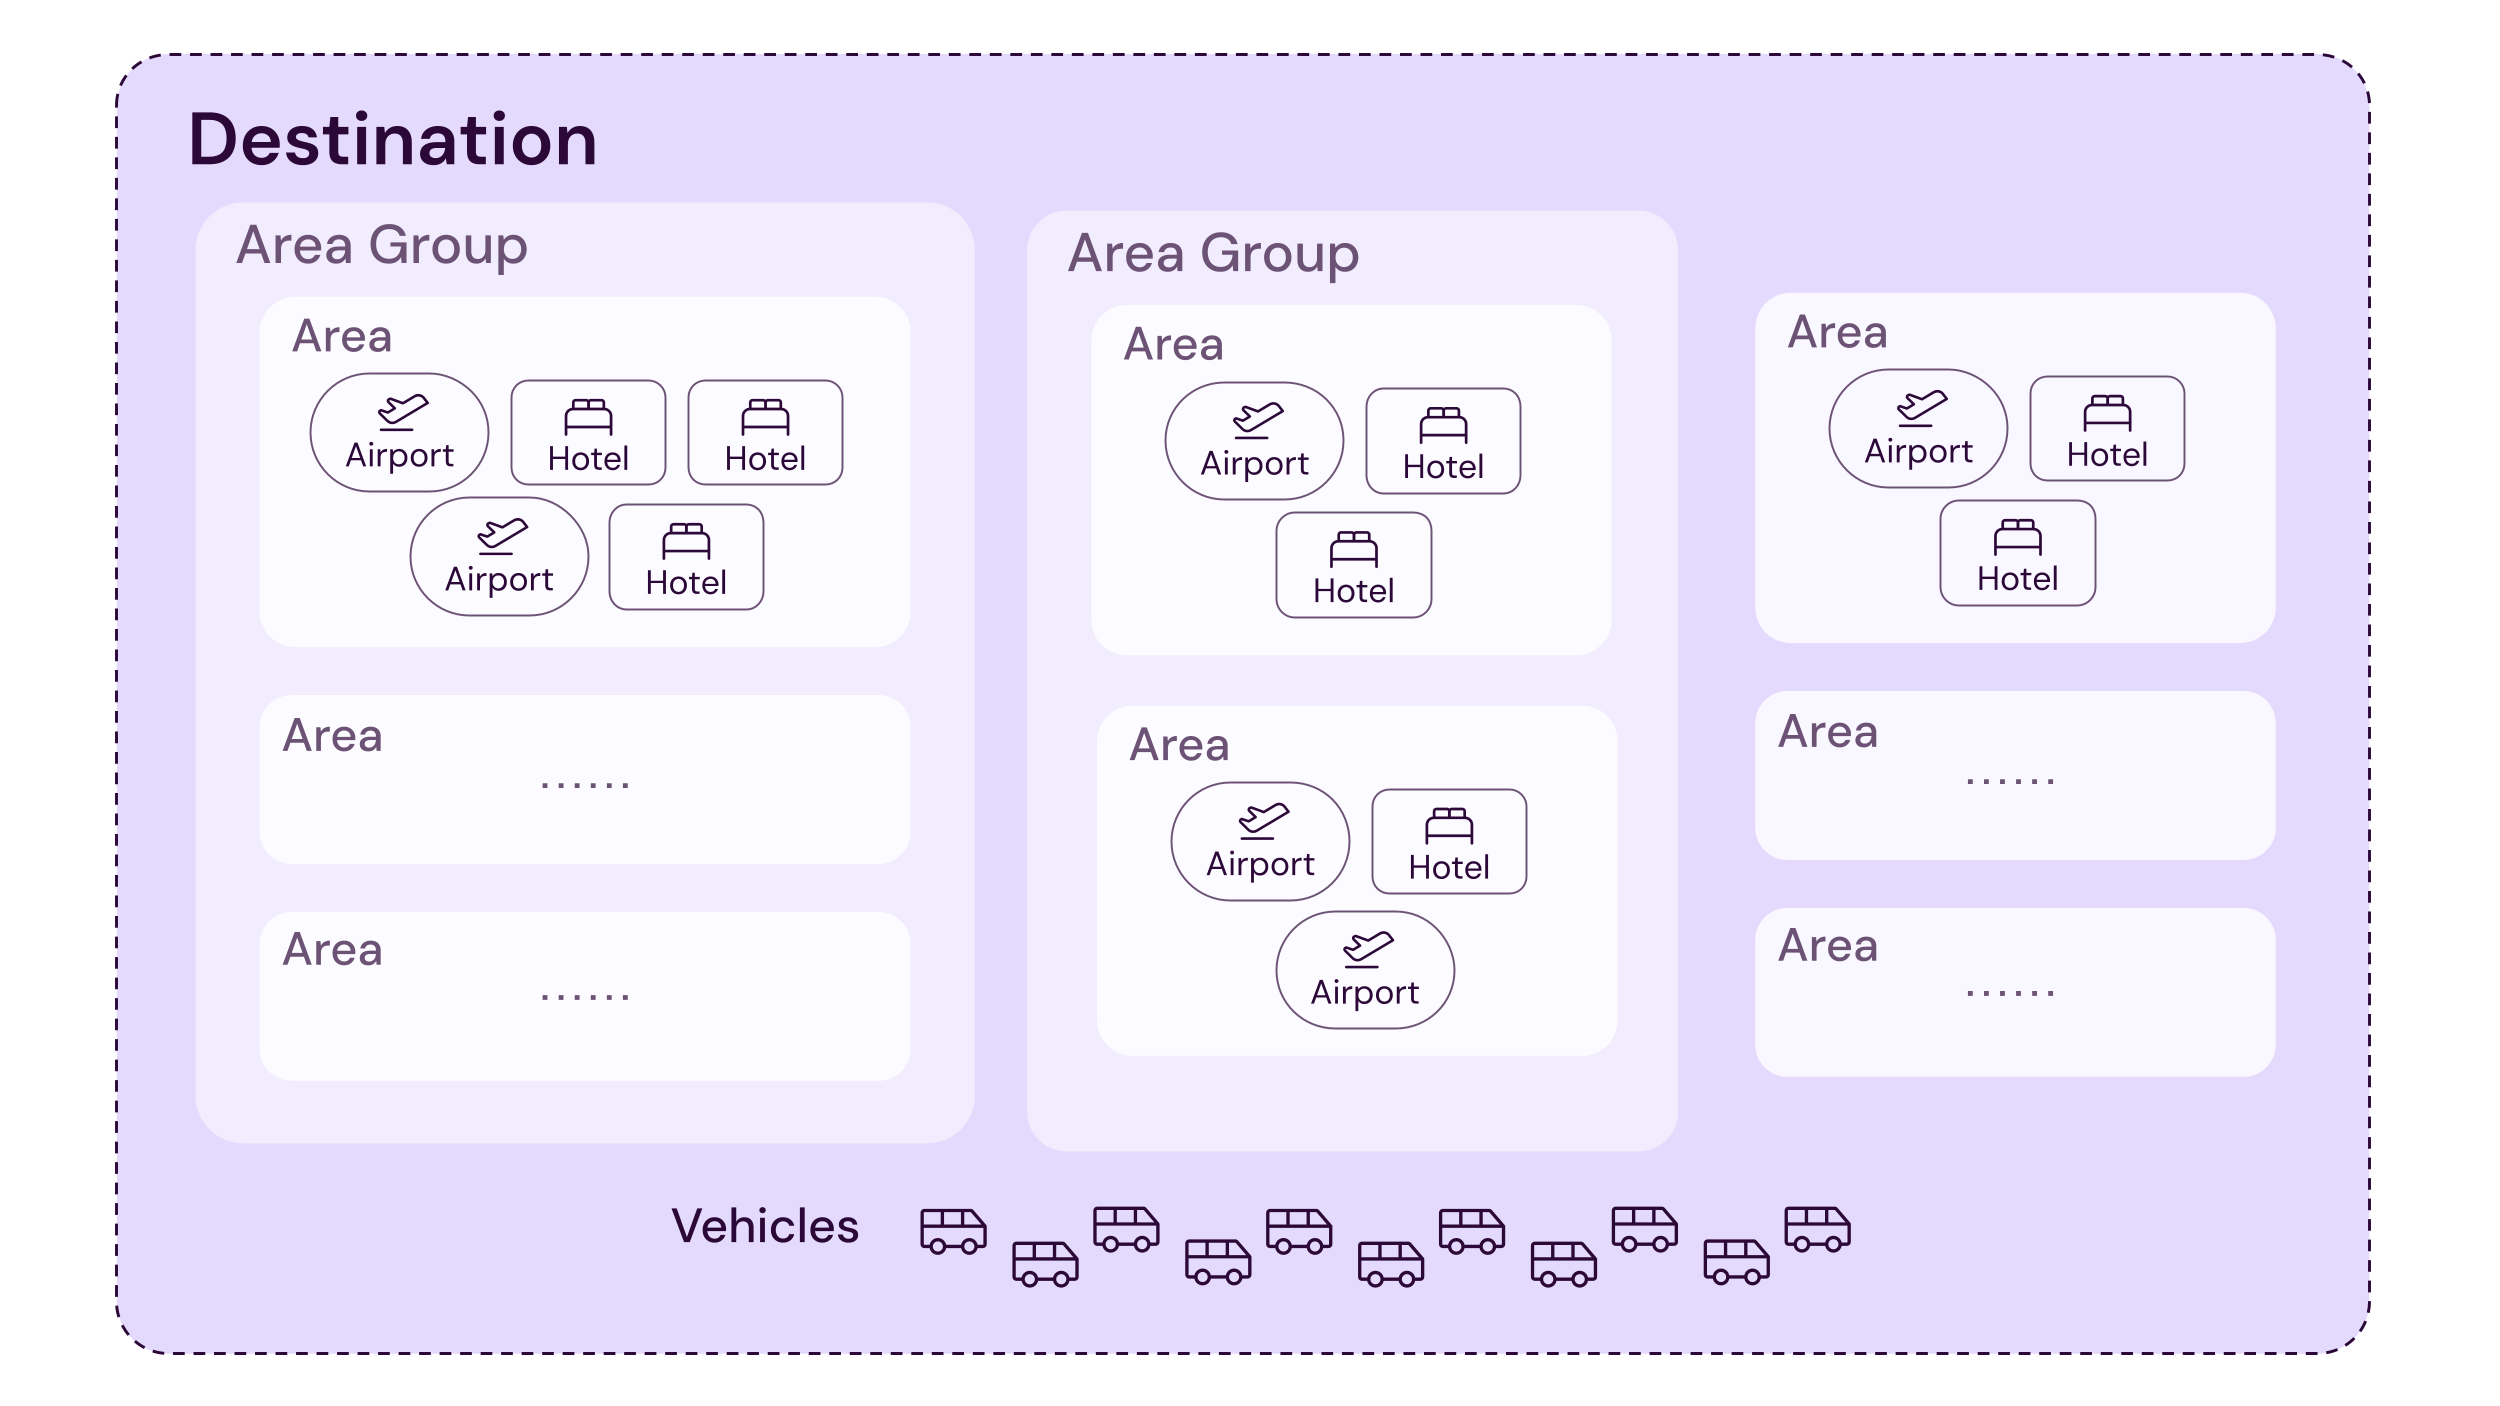 Destination
Area Group
Area
Airport Hotel Hotel
Airport Hotel
Area
......
Area
......
Area Group
Area
Airport Hotel
Hotel
Area
Airport Hotel
Airport
Area
Airport Hotel
Hotel
Area
......
Area
......
Vehicles